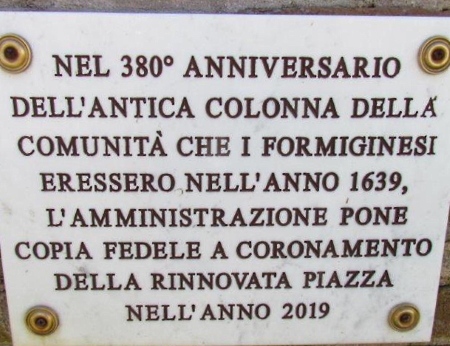 NEL 380° ANNIVERSARIO
DELL'ANTICA COLONNA DELLA
COMUNITÀ CHE I FORMIGINESI
ERESSERO NELL'ANNO 1639,
L'AMMINISTRAZIONE PONE
COPIA FEDELE A CORONAMENTO
DELLA RINNOVATA PIAZZA
NELL'ANNO 2019